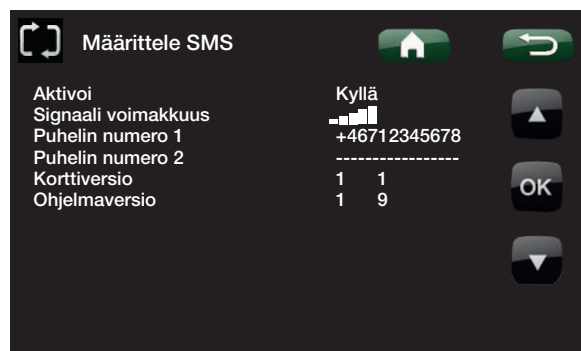 Määrittele SMS
Aktivoi Kyllä
Signaali voimakkuus
Puhelin numero 1 +46712345678
Puhelin numero 2 -----------------
Korttiversio 1 1
Ohjelmaversio 1 9
OK